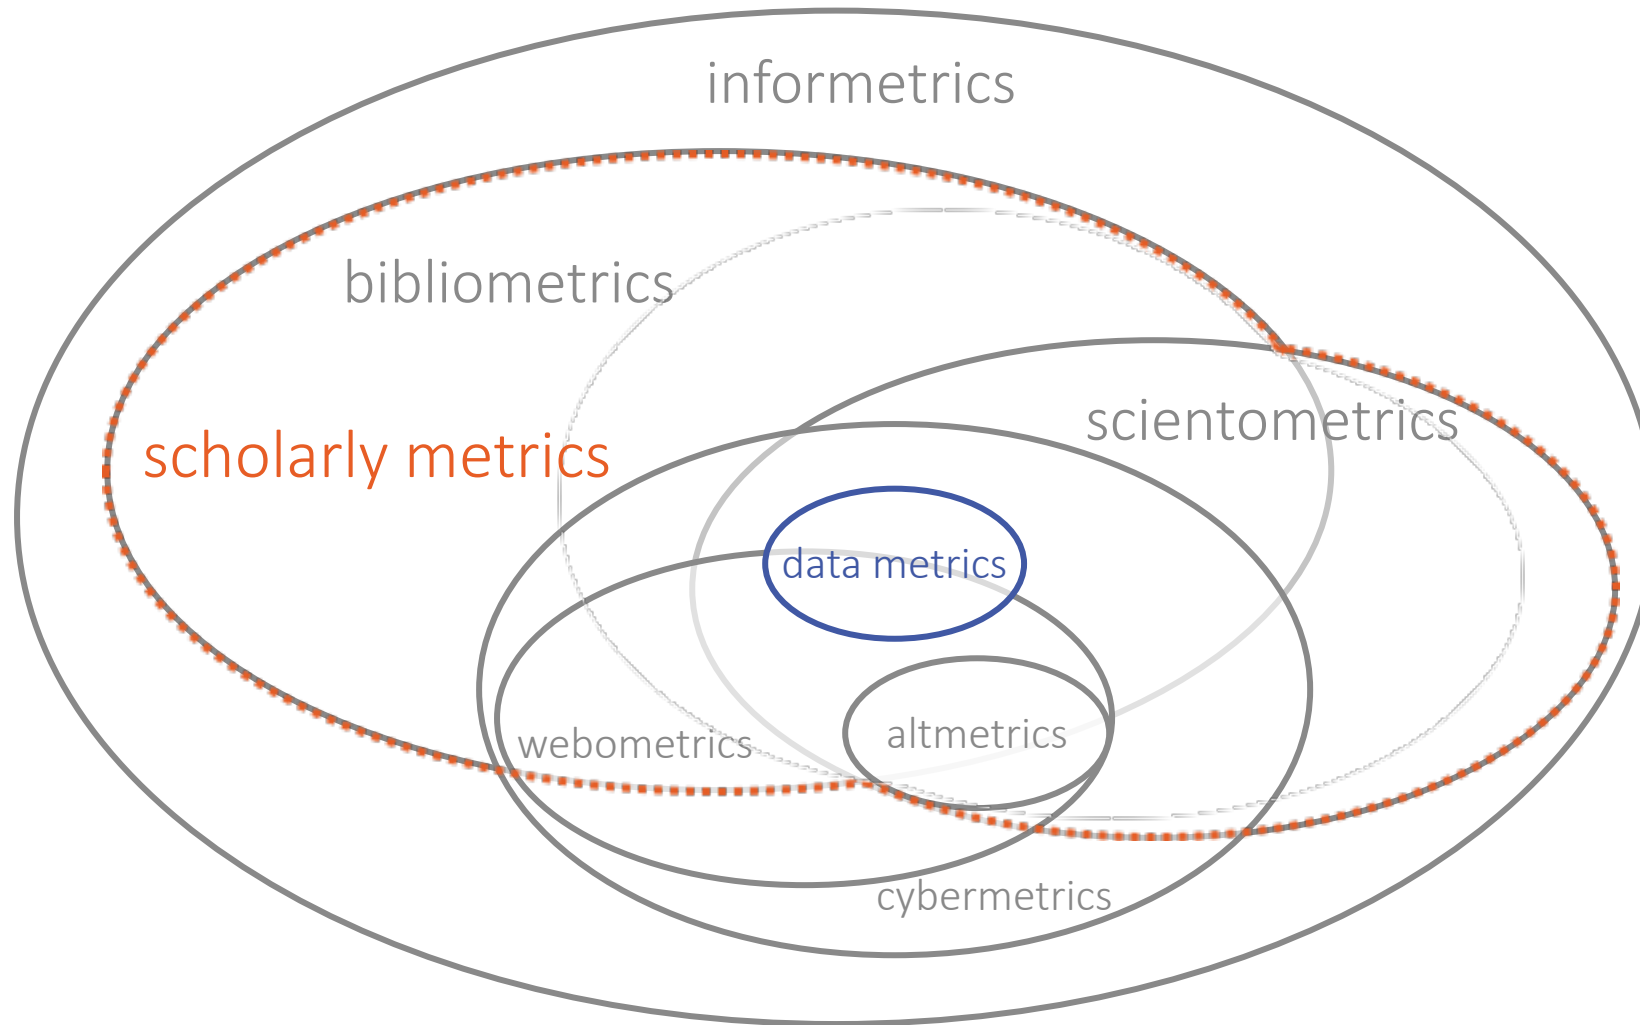 informetrics
bibliometrics
scientometrics
scholarly metrics
data metrics
webometrics
altmetrics
cybermetrics